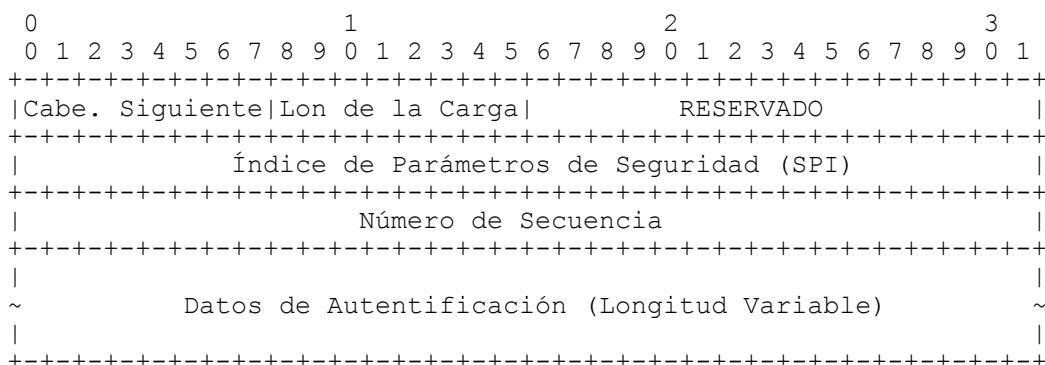 0                   1                   2                   3
 0 1 2 3 4 5 6 7 8 9 0 1 2 3 4 5 6 7 8 9 0 1 2 3 4 5 6 7 8 9 0 1
+-+-+-+-+-+-+-+-+-+-+-+-+-+-+-+-+-+-+-+-+-+-+-+-+-+-+-+-+-+-+-+-+
|Cabe. Siguiente|Lon de la Carga|         RESERVADO             |
+-+-+-+-+-+-+-+-+-+-+-+-+-+-+-+-+-+-+-+-+-+-+-+-+-+-+-+-+-+-+-+-+
|             Índice de Parámetros de Seguridad (SPI)           |
+-+-+-+-+-+-+-+-+-+-+-+-+-+-+-+-+-+-+-+-+-+-+-+-+-+-+-+-+-+-+-+-+
|                     Número de Secuencia                       |
+-+-+-+-+-+-+-+-+-+-+-+-+-+-+-+-+-+-+-+-+-+-+-+-+-+-+-+-+-+-+-+-+
|                                                               |
~          Datos de Autentificación (Longitud Variable)         ~
|                                                               |
+-+-+-+-+-+-+-+-+-+-+-+-+-+-+-+-+-+-+-+-+-+-+-+-+-+-+-+-+-+-+-+-+